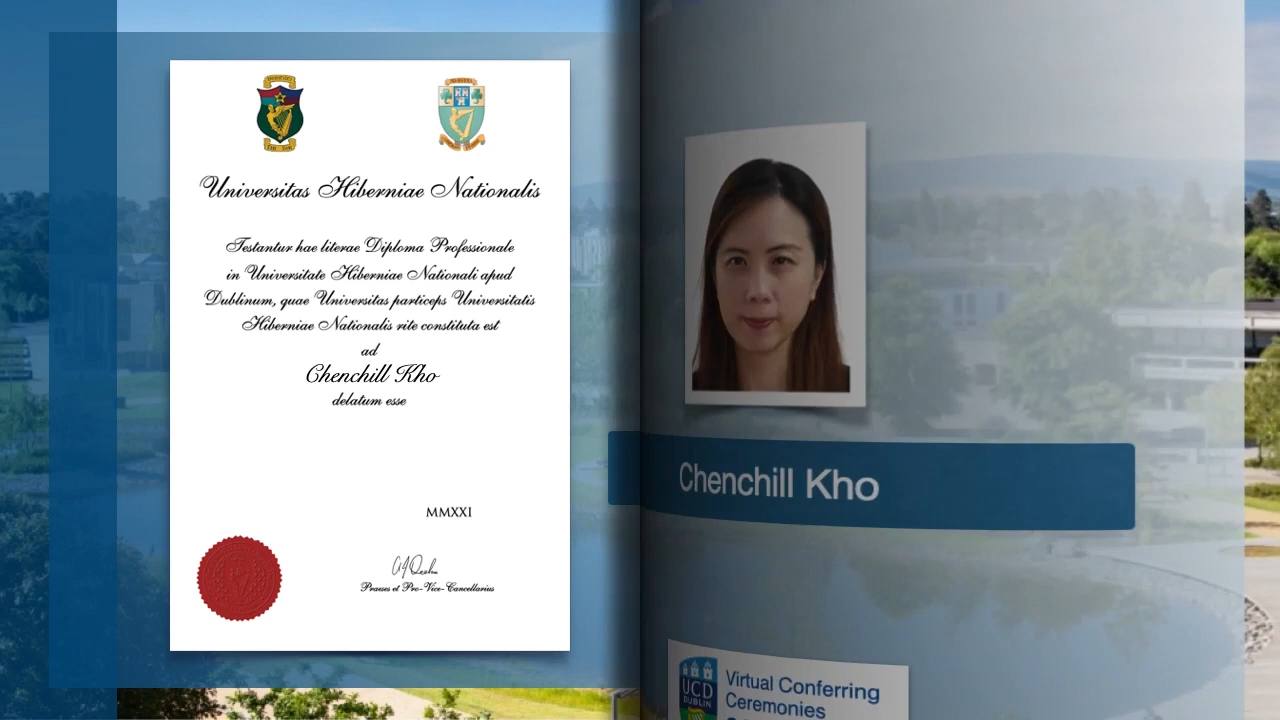 Universitas Hiberniae Nationalis
Testantur hae literae Diploma Professionale
in Universitate Hiberniae Nationali apud
Dublinum, quae Universitas particeps Universitatis
Hiberniae Nationalis rite constituta est
ad
Chenchill Kho
delatum esse
MMXXI
Praeses et Pro-Vice-Cancellarius
Chenchill Kho
UCD
DUBLIN
Virtual Conferring
Ceremonies